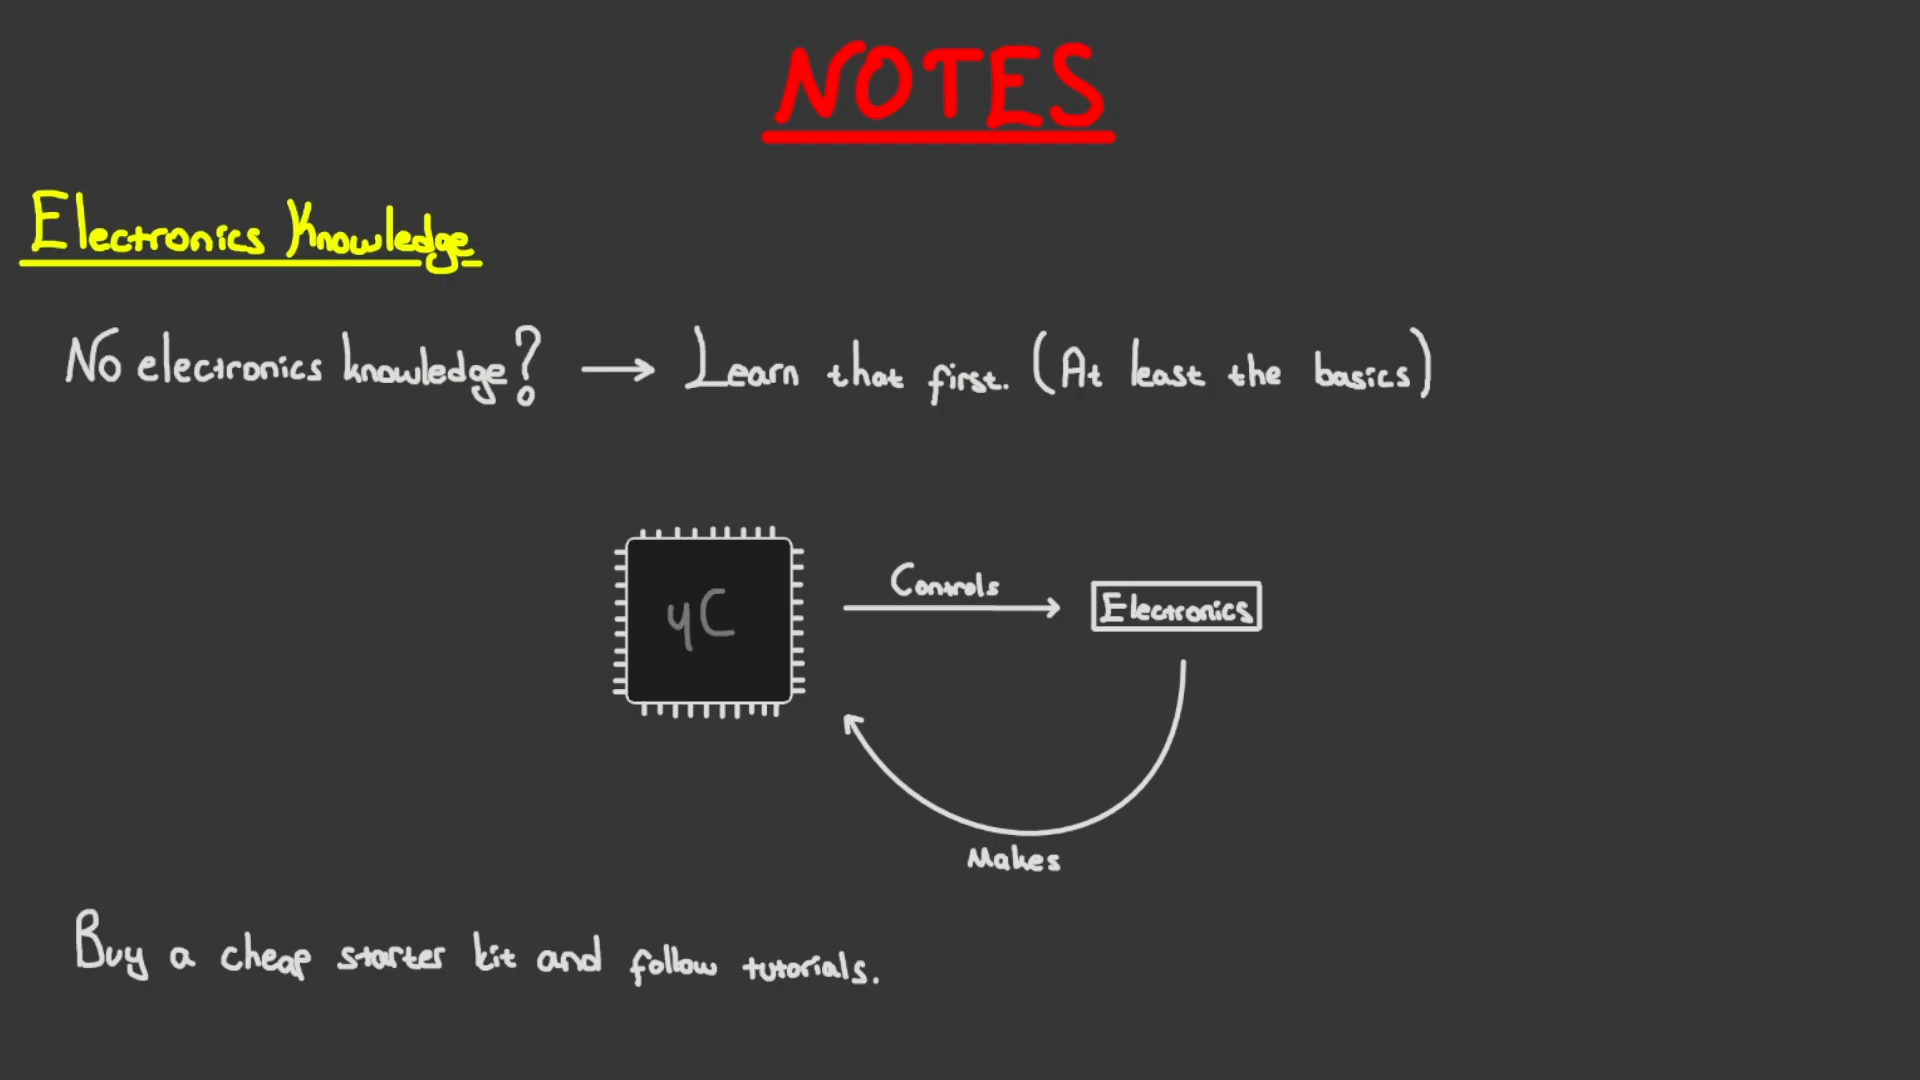 NOTES
Electronics Knowledge
No electronics knowledge? → Learn that first. (At least the basics)
μC
Controls
Electronics
Makes
Buy a cheap starter kit and follow tutorials.